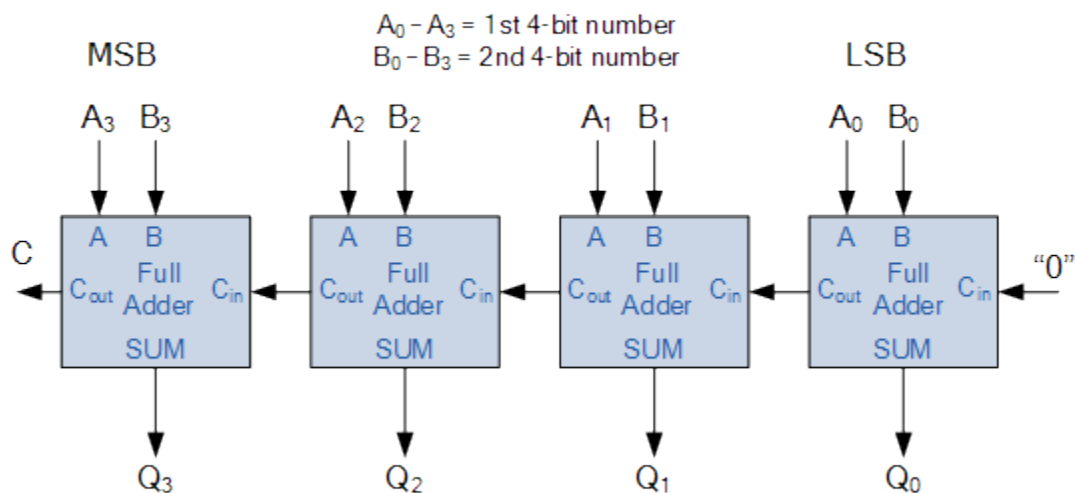 A₀ – A₃ = 1st 4-bit number
MSB B₀ – B₃ = 2nd 4-bit number LSB
A₃ B₃ A₂ B₂ A₁ B₁ A₀ B₀
A B A B A B A B
C Full Full Full Full “0”
Cout Cin Cout Cin Cout Cin Cout Cin
Adder Adder Adder Adder
SUM SUM SUM SUM
Q₃ Q₂ Q₁ Q₀